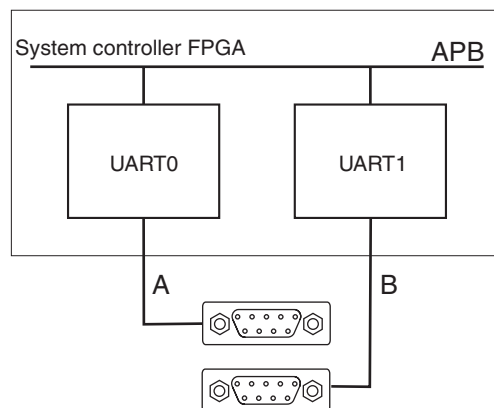 System controller FPGA
APB
UART0
UART1
A
B